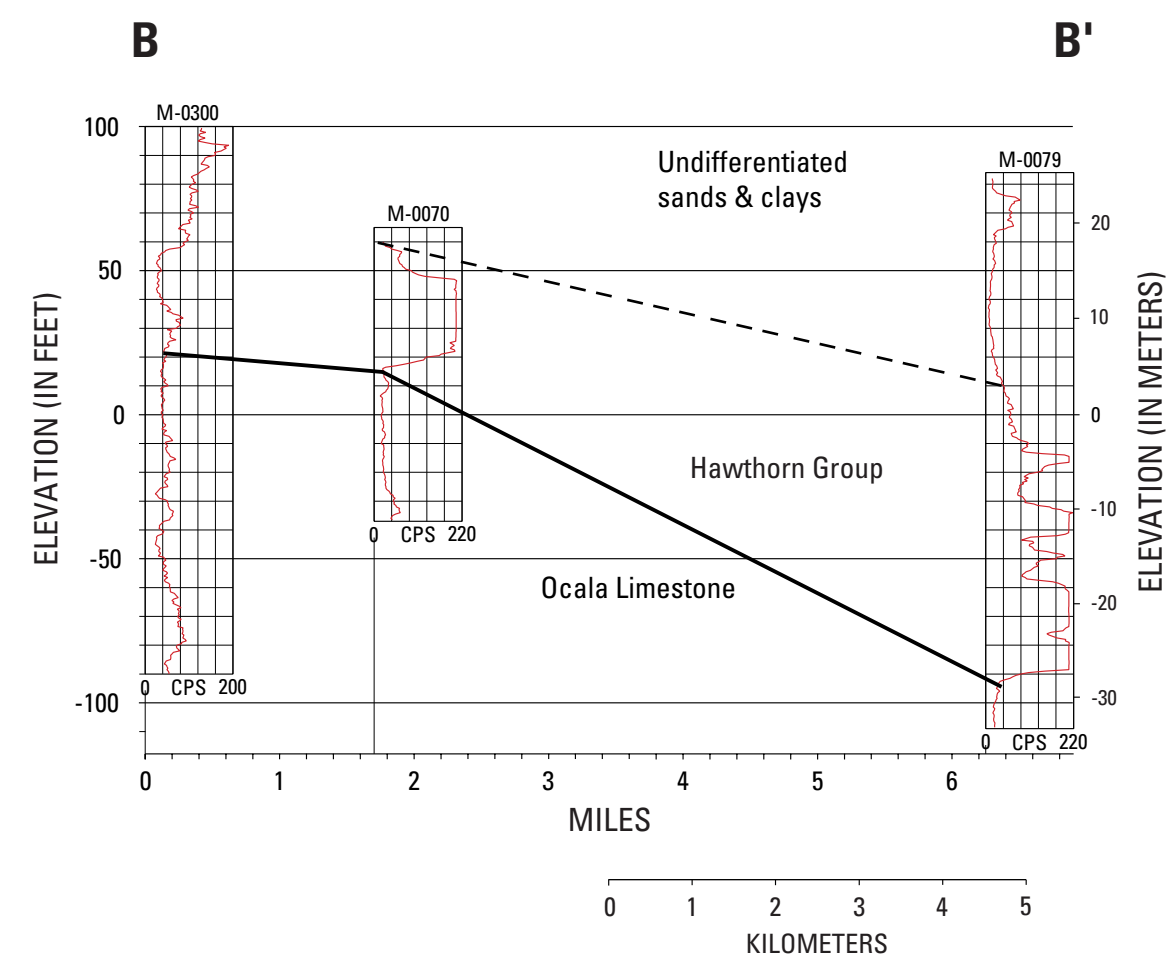 B
B'
M-0300
M-0070
M-0079
Undifferentiated
sands & clays
Hawthorn Group
Ocala Limestone
ELEVATION (IN FEET)
100
50
0
-50
-100
ELEVATION (IN METERS)
20
10
0
-10
-20
-30
0 CPS 200
0 CPS 220
0 CPS 220
0 1 2 3 4 5 6
MILES
0 1 2 3 4 5
KILOMETERS